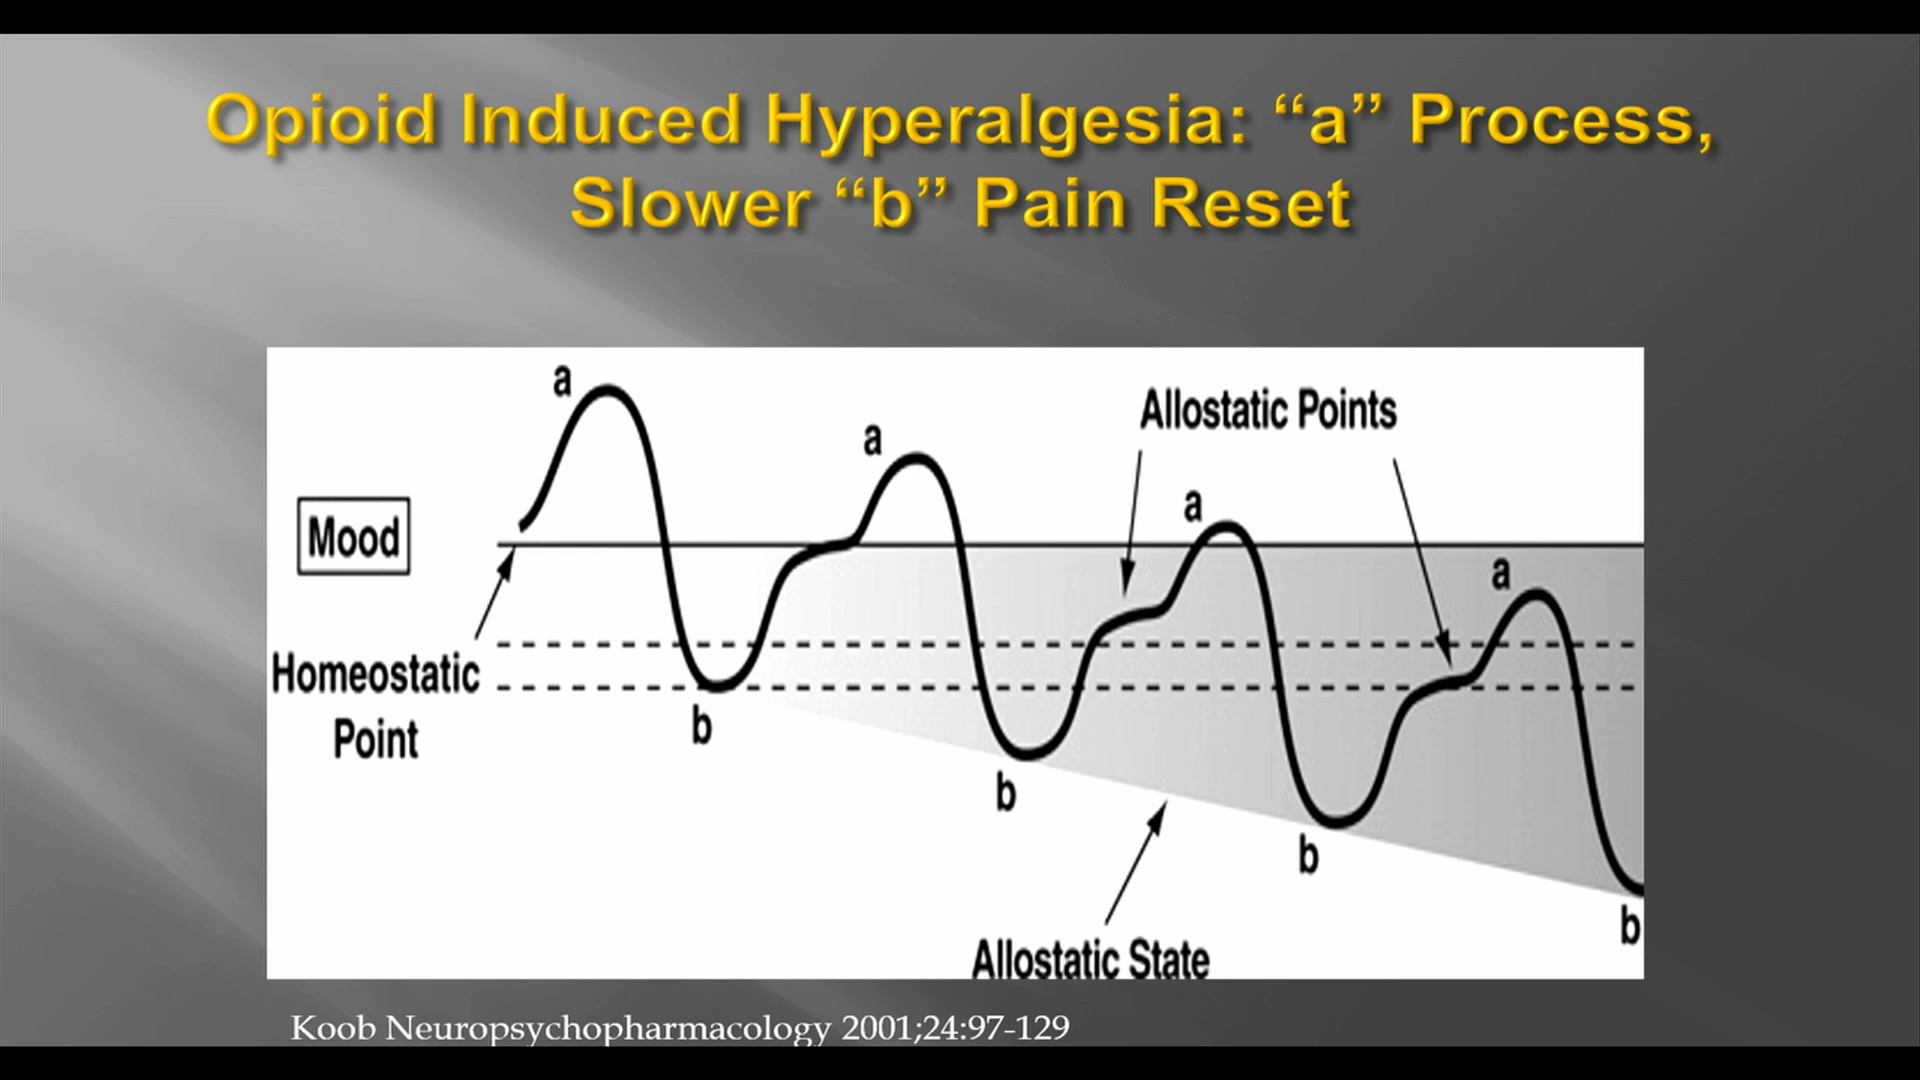 Opioid Induced Hyperalgesia: “a” Process,
Slower “b” Pain Reset
a
a
Allostatic Points
a
a
Mood
Homeostatic
Point
b
b
b
b
Allostatic State
Koob Neuropsychopharmacology 2001;24:97-129